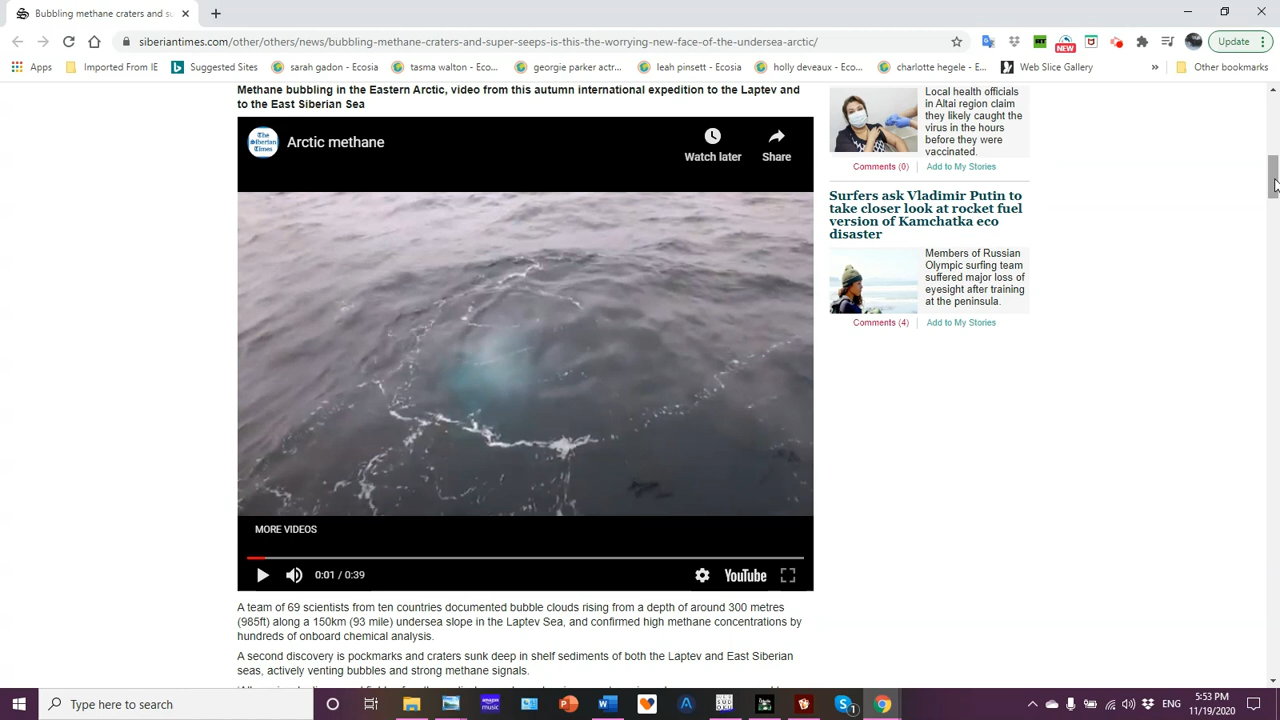 Bubbling methane craters and su
siberiantimes.com/other/others/news/bubbling-methane-craters-and-super-seeps-is-this-the-worrying-new-face-of-the-undersea-arctic/
NEW
Update
Apps
Imported From IE
Suggested Sites
sarah gadon - Ecosia
tasma walton - Eco...
georgie parker actr...
leah pinsett - Ecosia
holly deveaux - Eco...
charlotte hegele - E...
Web Slice Gallery
»
Other bookmarks
Methane bubbling in the Eastern Arctic, video from this autumn international expedition to the Laptev and
to the East Siberian Sea
The
Siberian
Times
Arctic methane
Watch later
Share
MORE VIDEOS
0:01 / 0:39
YouTube
A team of 69 scientists from ten countries documented bubble clouds rising from a depth of around 300 metres
(985ft) along a 150km (93 mile) undersea slope in the Laptev Sea, and confirmed high methane concentrations by
hundreds of onboard chemical analysis.
A second discovery is pockmarks and craters sunk deep in shelf sediments of both the Laptev and East Siberian
seas, actively venting bubbles and strong methane signals.
Local health officials
in Altai region claim
they likely caught the
virus in the hours
before they were
vaccinated.
Comments (0)
Add to My Stories
Surfers ask Vladimir Putin to
take closer look at rocket fuel
version of Kamchatka eco
disaster
Members of Russian
Olympic surfing team
suffered major loss of
eyesight after training
at the peninsula.
Comments (4)
Add to My Stories
Type here to search
amazon
music
1
ENG
5:53 PM
11/19/2020